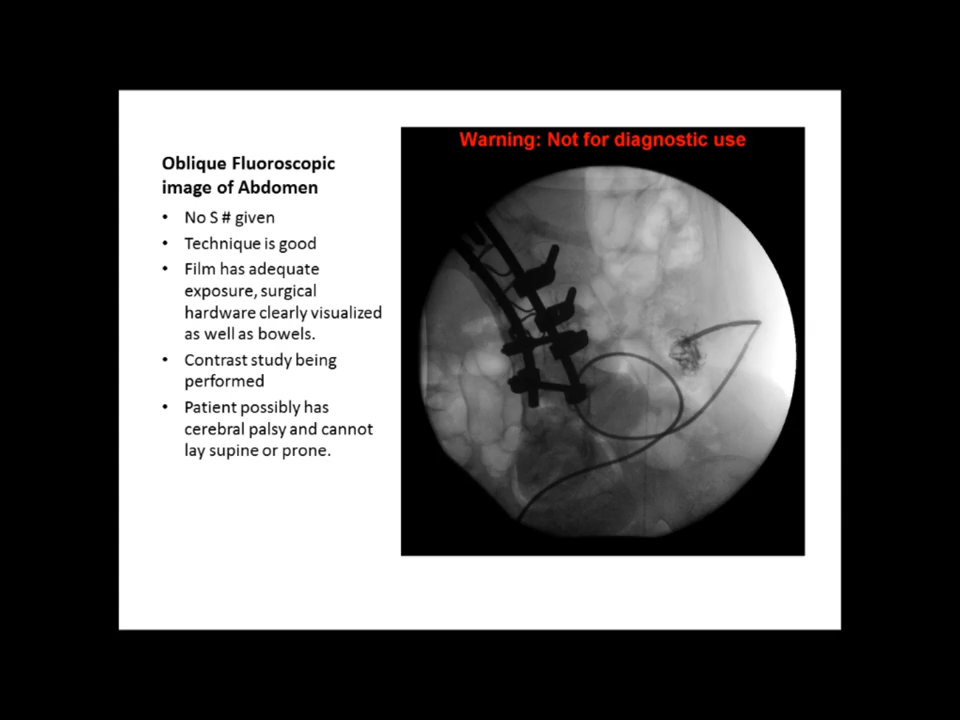 Warning: Not for diagnostic use
Oblique Fluoroscopic
image of Abdomen
• No S # given
• Technique is good
• Film has adequate
exposure, surgical
hardware clearly visualized
as well as bowels.
• Contrast study being
performed
• Patient possibly has
cerebral palsy and cannot
lay supine or prone.